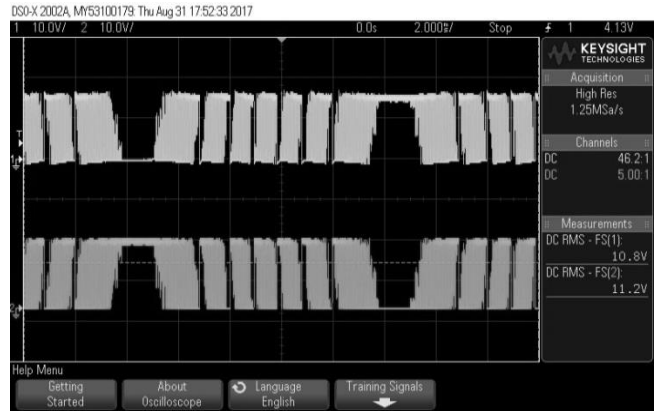 DSO-X 2002A, MY53100179: Thu Aug 31 17:52:33 2017
1 10.0V/ 2 10.0V/ 0.0s 2.000s/ Stop 1 4.13V
KEYSIGHT
TECHNOLOGIES
Acquisition
High Res
1.25MSa/s
Channels
DC 46.2:1
DC 5.00:1
Measurements
DC RMS - FS(1):
10.8V
DC RMS - FS(2):
11.2V
T
1
2
Help Menu
Getting
Started
About
Oscilloscope
Language
English
Training Signals